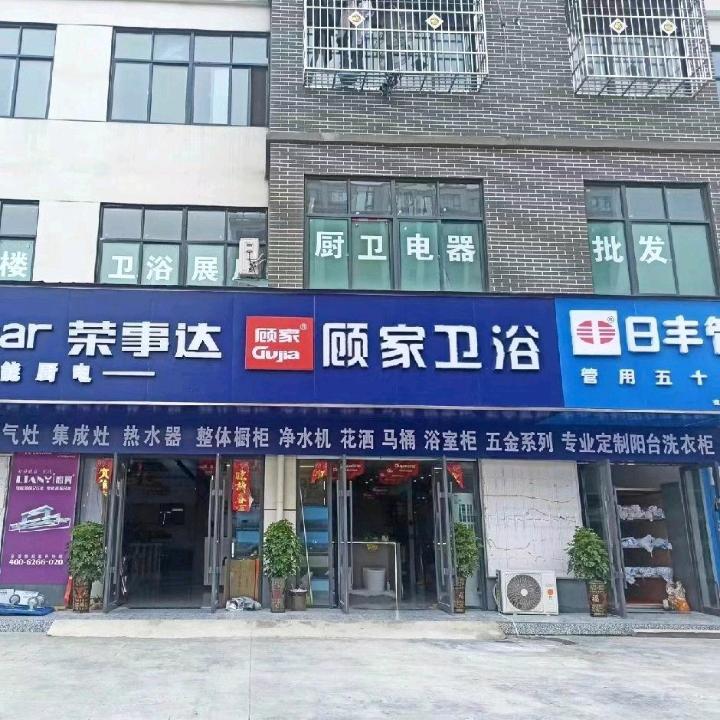 楼
卫浴展
厨卫电器
批发
ar 荣事达
能厨电
顾家®
Gujia
顾家卫浴
日丰管
管用五十
气灶 集成灶 热水器 整体橱柜 净水机 花洒 马桶 浴室柜 五金系列 专业定制阳台洗衣柜
LIANY
400-6266-020